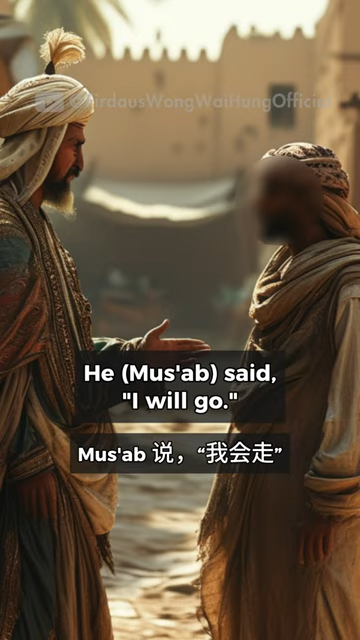 @FirdausWongWaiHungOfficial
He (Mus'ab) said,
"I will go."
Mus'ab 说，“我会走”